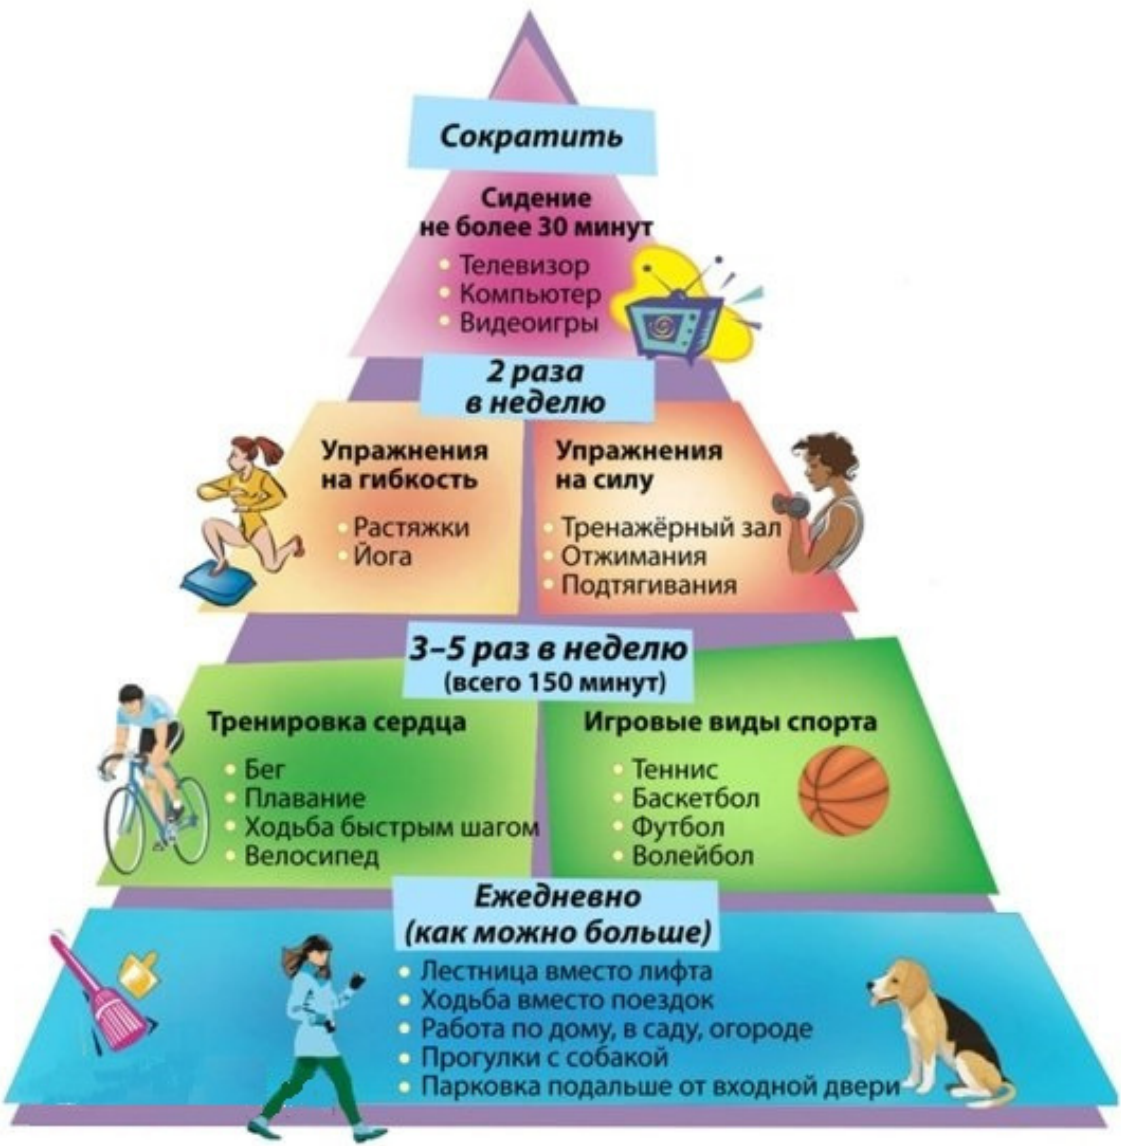 Сократить
Сидение
не более 30 минут
Телевизор
Компьютер
Видеоигры
2 раза
в неделю
Упражнения
на гибкость
Растяжки
Йога
Упражнения
на силу
Тренажёрный зал
Отжимания
Подтягивания
3–5 раз в неделю
(всего 150 минут)
Тренировка сердца
Бег
Плавание
Ходьба быстрым шагом
Велосипед
Игровые виды спорта
Теннис
Баскетбол
Футбол
Волейбол
Ежедневно
(как можно больше)
Лестница вместо лифта
Ходьба вместо поездок
Работа по дому, в саду, огороде
Прогулки с собакой
Парковка подальше от входной двери